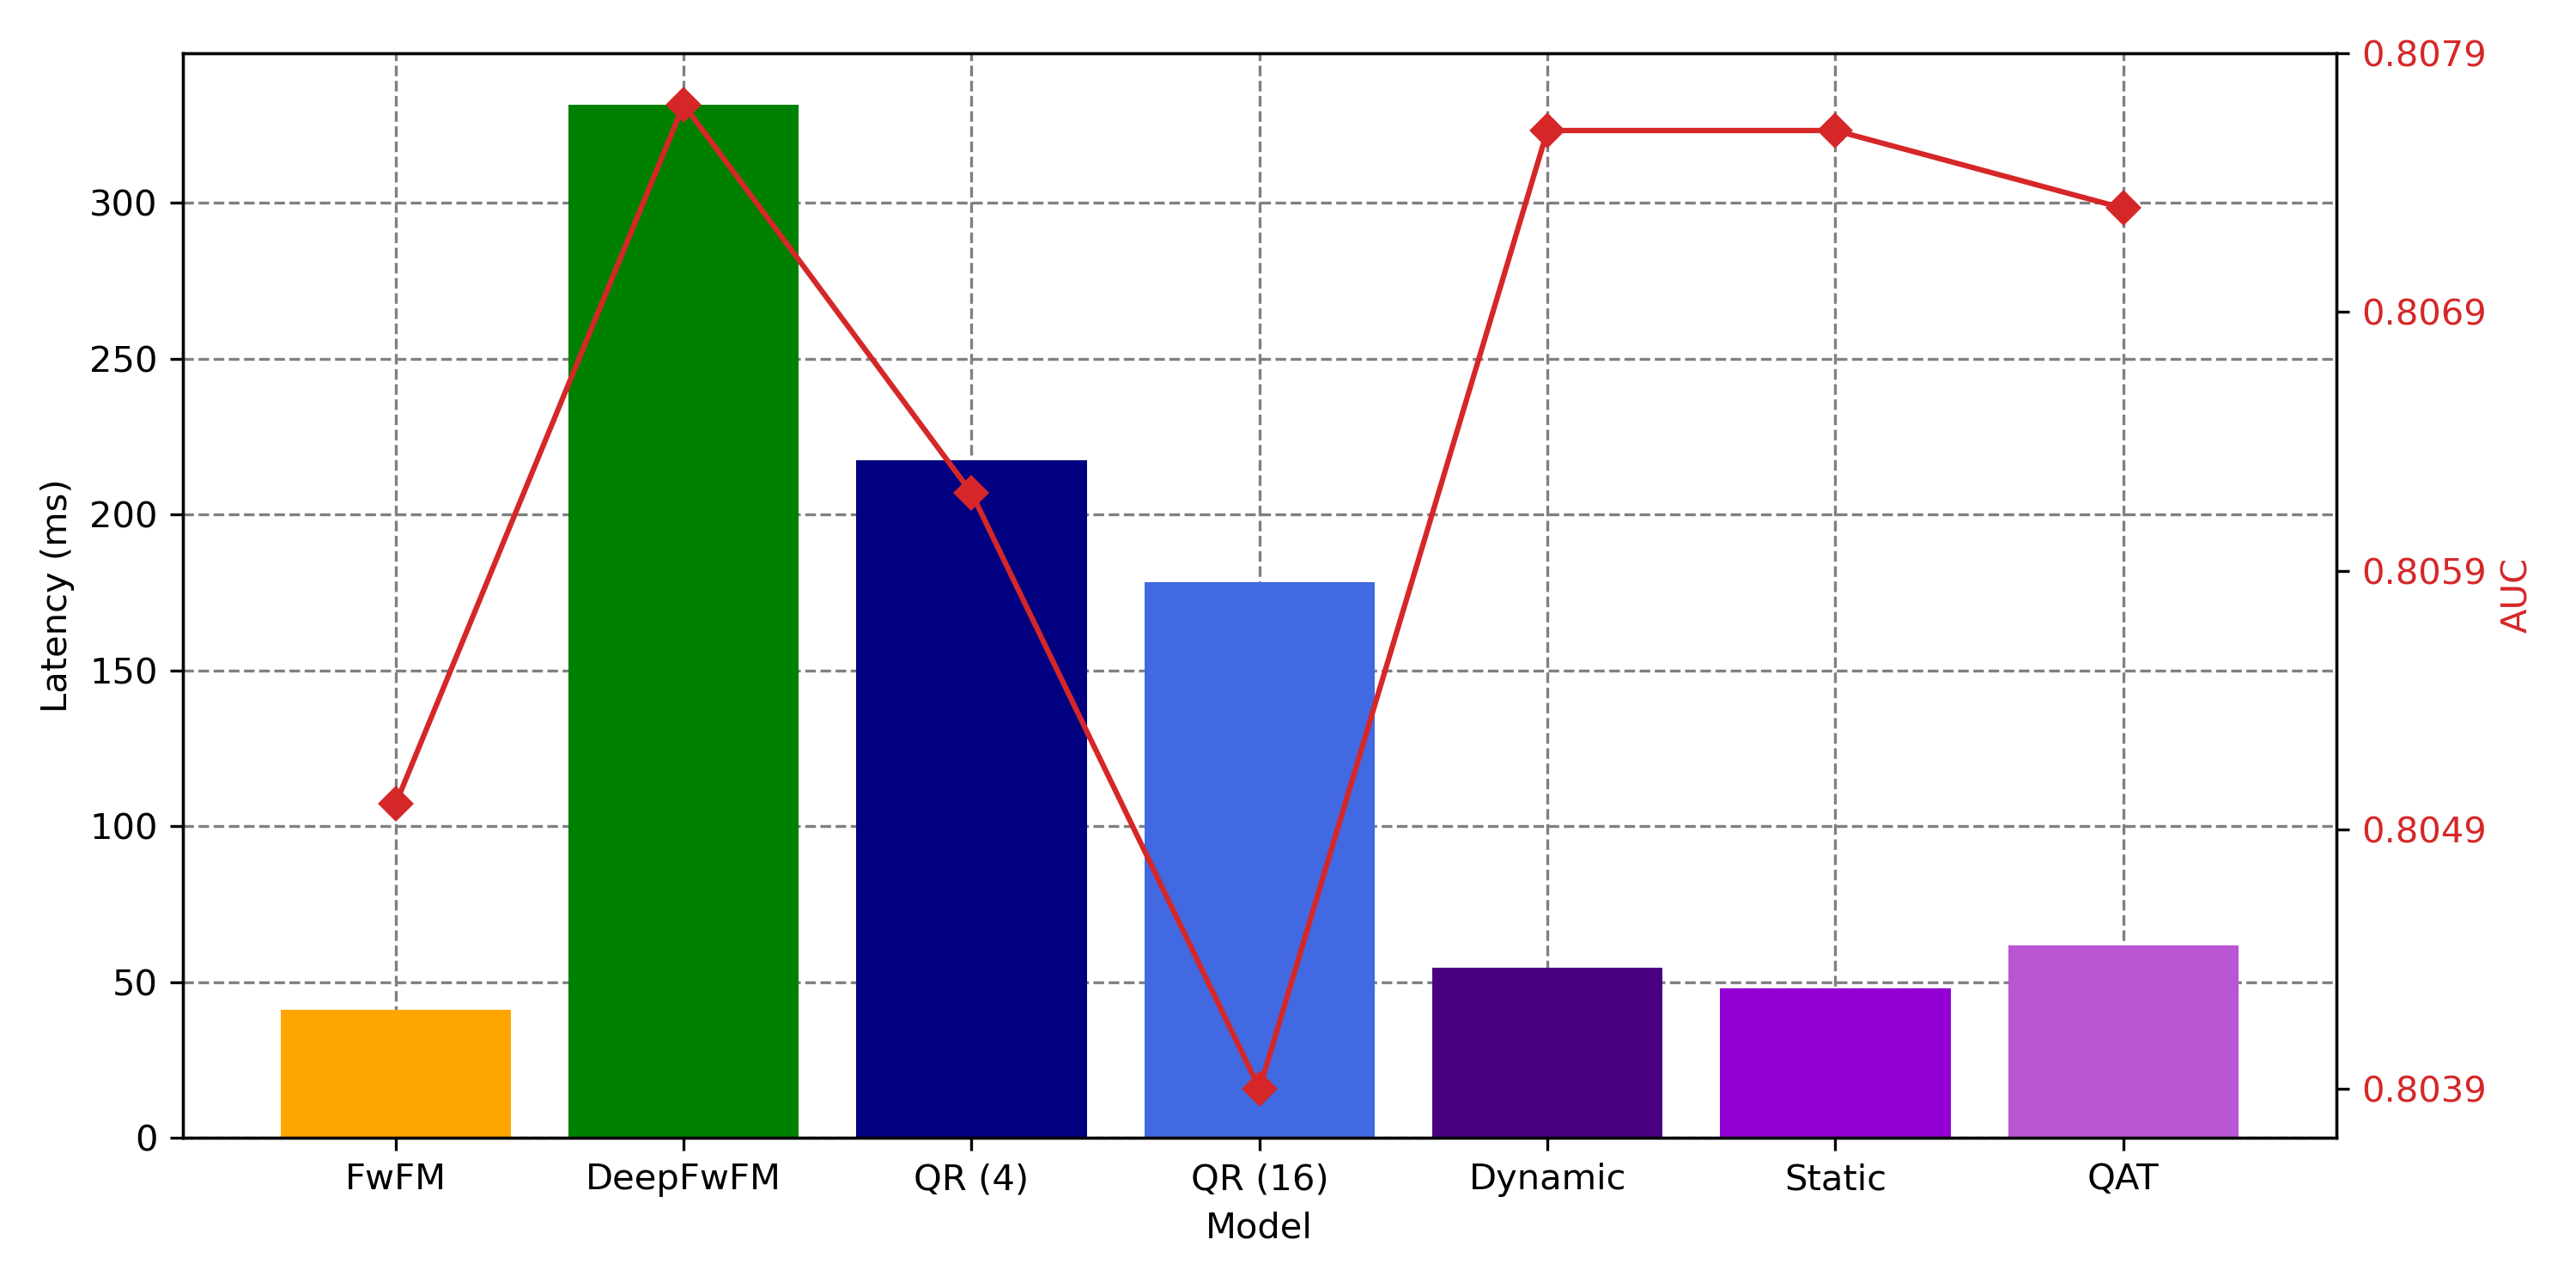 Latency (ms)
300
250
200
150
100
50
0
FwFM
DeepFwFM
QR (4)
QR (16)
Dynamic
Static
QAT
Model
0.8079
0.8069
0.8059
0.8049
0.8039
AUC